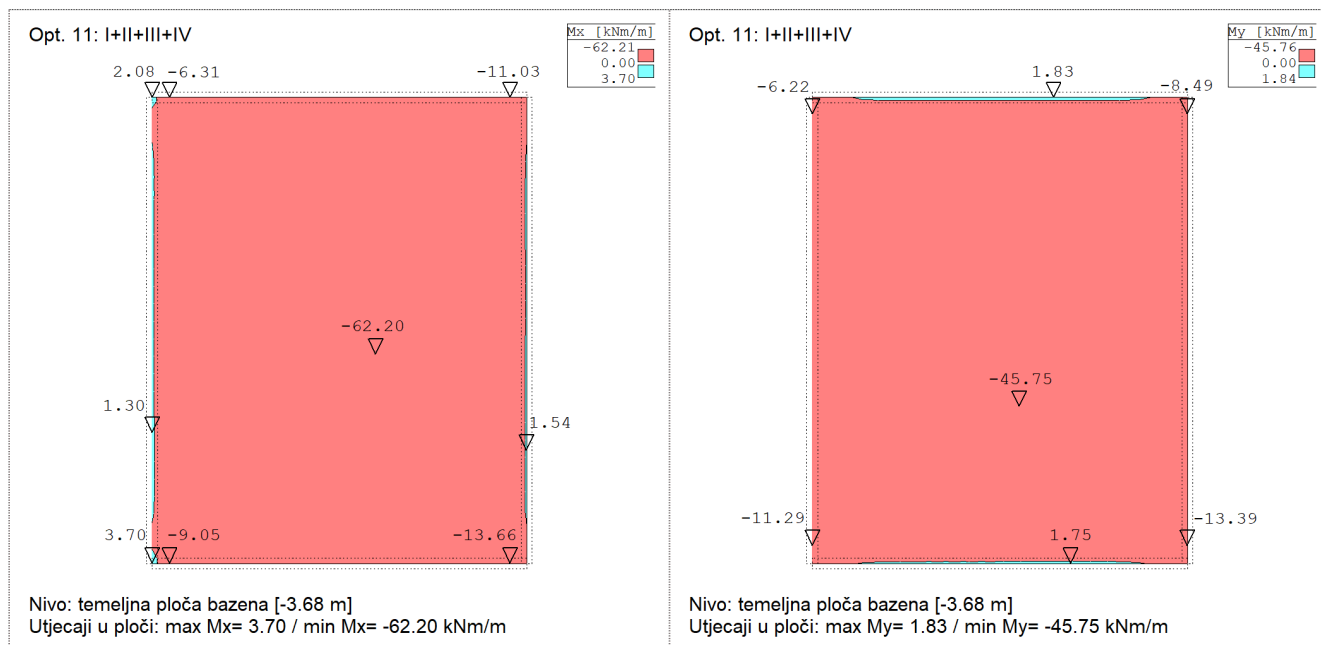 Opt. 11: I+II+III+IV
Mx [kNm/m]
-62.21
0.00
3.70
2.08
-6.31
-11.03
-62.20
1.30
1.54
3.70
-9.05
-13.66
Nivo: temeljna ploča bazena [-3.68 m]
Utjecaji u ploči: max Mx= 3.70 / min Mx= -62.20 kNm/m
Opt. 11: I+II+III+IV
My [kNm/m]
-45.76
0.00
1.84
-6.22
1.83
-8.49
-45.75
-11.29
1.75
-13.39
Nivo: temeljna ploča bazena [-3.68 m]
Utjecaji u ploči: max My= 1.83 / min My= -45.75 kNm/m